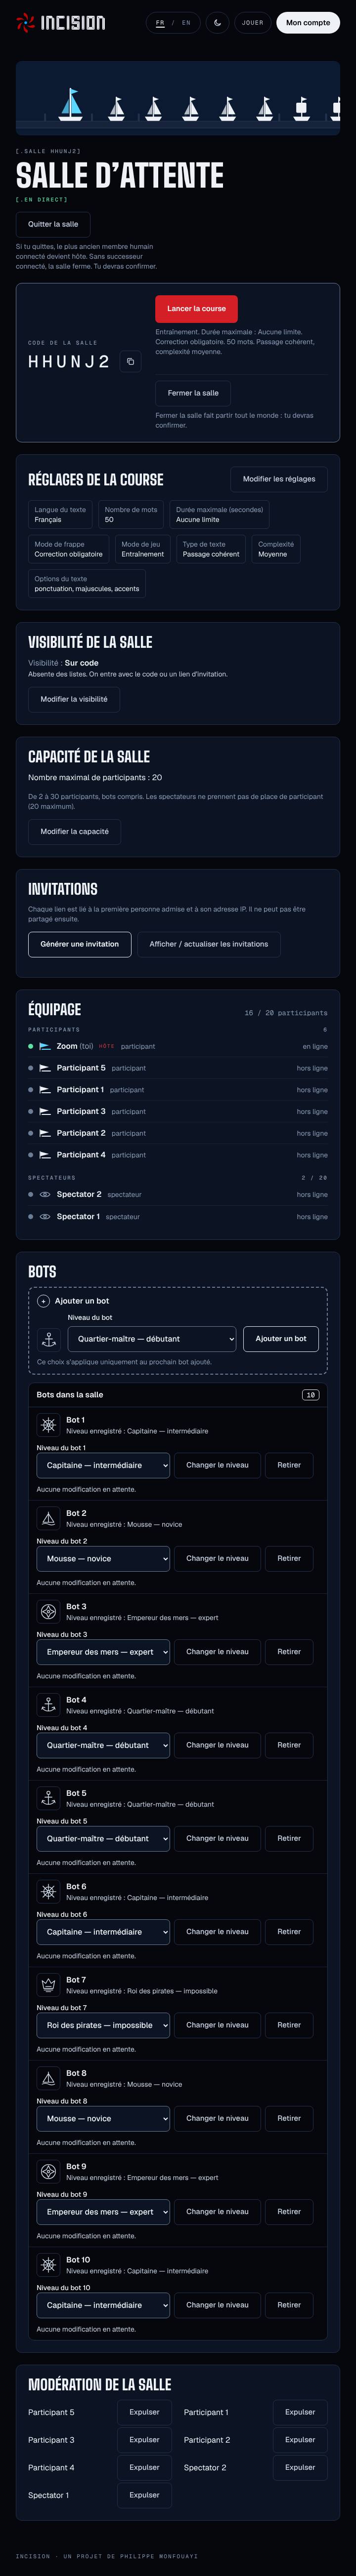 INCISION
FR / EN
JOUER
Mon compte
[.SALLE HHUNJ2]
SALLE D’ATTENTE
[.EN DIRECT]
Quitter la salle
Si tu quittes, le plus ancien membre humain
connecté devient hôte. Sans successeur
connecté, la salle ferme. Tu devras confirmer.
CODE DE LA SALLE
HHUNJ2
Lancer la course
Entraînement. Durée maximale : Aucune limite.
Correction obligatoire. 50 mots. Passage cohérent,
complexité moyenne.
Fermer la salle
Fermer la salle fait partir tout le monde : tu devras
confirmer.
RÉGLAGES DE LA COURSE
Modifier les réglages
Langue du texte
Français
Nombre de mots
50
Durée maximale (secondes)
Aucune limite
Mode de frappe
Correction obligatoire
Mode de jeu
Entraînement
Type de texte
Passage cohérent
Complexité
Moyenne
Options du texte
ponctuation, majuscules, accents
VISIBILITÉ DE LA SALLE
Visibilité : Sur code
Absente des listes. On entre avec le code ou un lien d’invitation.
Modifier la visibilité
CAPACITÉ DE LA SALLE
Nombre maximal de participants : 20
De 2 à 30 participants, bots compris. Les spectateurs ne prennent pas de place de participant
(20 maximum).
Modifier la capacité
INVITATIONS
Chaque lien est lié à la première personne admise et à son adresse IP. Il ne peut pas être
partagé ensuite.
Générer une invitation
Afficher / actualiser les invitations
ÉQUIPAGE
16 / 20 participants
PARTICIPANTS 6
Zoom (toi) HÔTE participant en ligne
Participant 5 participant hors ligne
Participant 1 participant hors ligne
Participant 3 participant hors ligne
Participant 2 participant hors ligne
Participant 4 participant hors ligne
SPECTATEURS 2 / 20
Spectator 2 spectateur hors ligne
Spectator 1 spectateur hors ligne
BOTS
+ Ajouter un bot
Niveau du bot
Quartier-maître — débutant
Ajouter un bot
Ce choix s’applique uniquement au prochain bot ajouté.
Bots dans la salle 10
Bot 1
Niveau enregistré : Capitaine — intermédiaire
Niveau du bot 1
Capitaine — intermédiaire Changer le niveau Retirer
Aucune modification en attente.
Bot 2
Niveau enregistré : Mousse — novice
Niveau du bot 2
Mousse — novice Changer le niveau Retirer
Aucune modification en attente.
Bot 3
Niveau enregistré : Empereur des mers — expert
Niveau du bot 3
Empereur des mers — expert Changer le niveau Retirer
Aucune modification en attente.
Bot 4
Niveau enregistré : Quartier-maître — débutant
Niveau du bot 4
Quartier-maître — débutant Changer le niveau Retirer
Aucune modification en attente.
Bot 5
Niveau enregistré : Quartier-maître — débutant
Niveau du bot 5
Quartier-maître — débutant Changer le niveau Retirer
Aucune modification en attente.
Bot 6
Niveau enregistré : Capitaine — intermédiaire
Niveau du bot 6
Capitaine — intermédiaire Changer le niveau Retirer
Aucune modification en attente.
Bot 7
Niveau enregistré : Roi des pirates — impossible
Niveau du bot 7
Roi des pirates — impossible Changer le niveau Retirer
Aucune modification en attente.
Bot 8
Niveau enregistré : Mousse — novice
Niveau du bot 8
Mousse — novice Changer le niveau Retirer
Aucune modification en attente.
Bot 9
Niveau enregistré : Empereur des mers — expert
Niveau du bot 9
Empereur des mers — expert Changer le niveau Retirer
Aucune modification en attente.
Bot 10
Niveau enregistré : Capitaine — intermédiaire
Niveau du bot 10
Capitaine — intermédiaire Changer le niveau Retirer
Aucune modification en attente.
MODÉRATION DE LA SALLE
Participant 5 Expulser Participant 1 Expulser
Participant 3 Expulser Participant 2 Expulser
Participant 4 Expulser Spectator 2 Expulser
Spectator 1 Expulser
INCISION · UN PROJET DE PHILIPPE MONFOUAYI